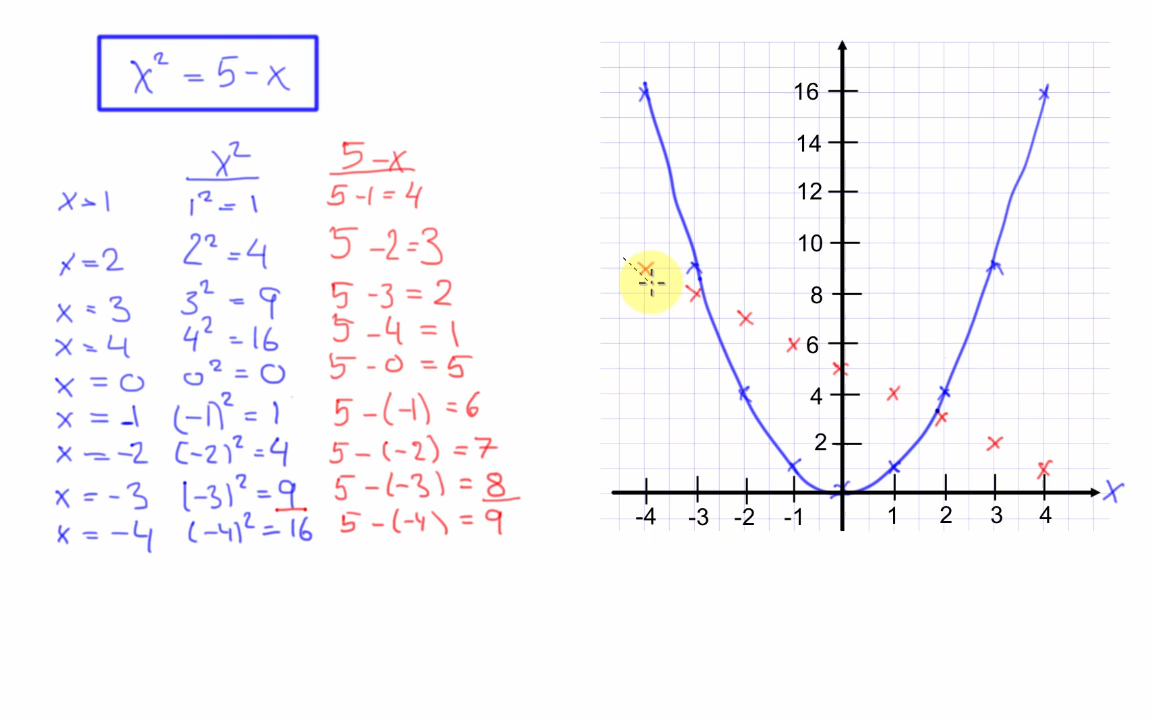 x² = 5 - x
x² 5 - x
x = 1 1² = 1 5 - 1 = 4
x = 2 2² = 4 5 - 2 = 3
x = 3 3² = 9 5 - 3 = 2
x = 4 4² = 16 5 - 4 = 1
x = 0 0² = 0 5 - 0 = 5
x = -1 (-1)² = 1 5 - (-1) = 6
x = -2 (-2)² = 4 5 - (-2) = 7
x = -3 (-3)² = 9 5 - (-3) = 8
x = -4 (-4)² = 16 5 - (-4) = 9
16
14
12
10
8
6
4
2
x
-4 -3 -2 -1 1 2 3 4